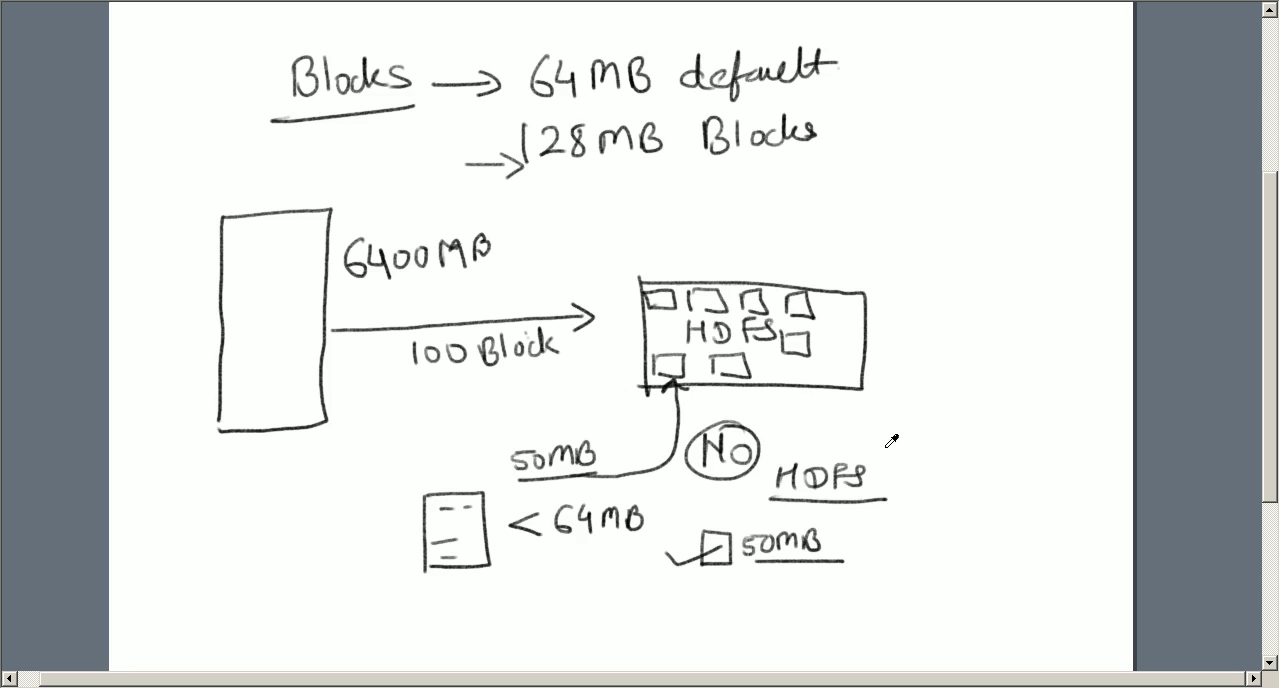 Blocks → 64MB default
→ 128MB Blocks
6400MB
100 Block
HDFS
50MB
NO
HDFS
< 64MB
50MB